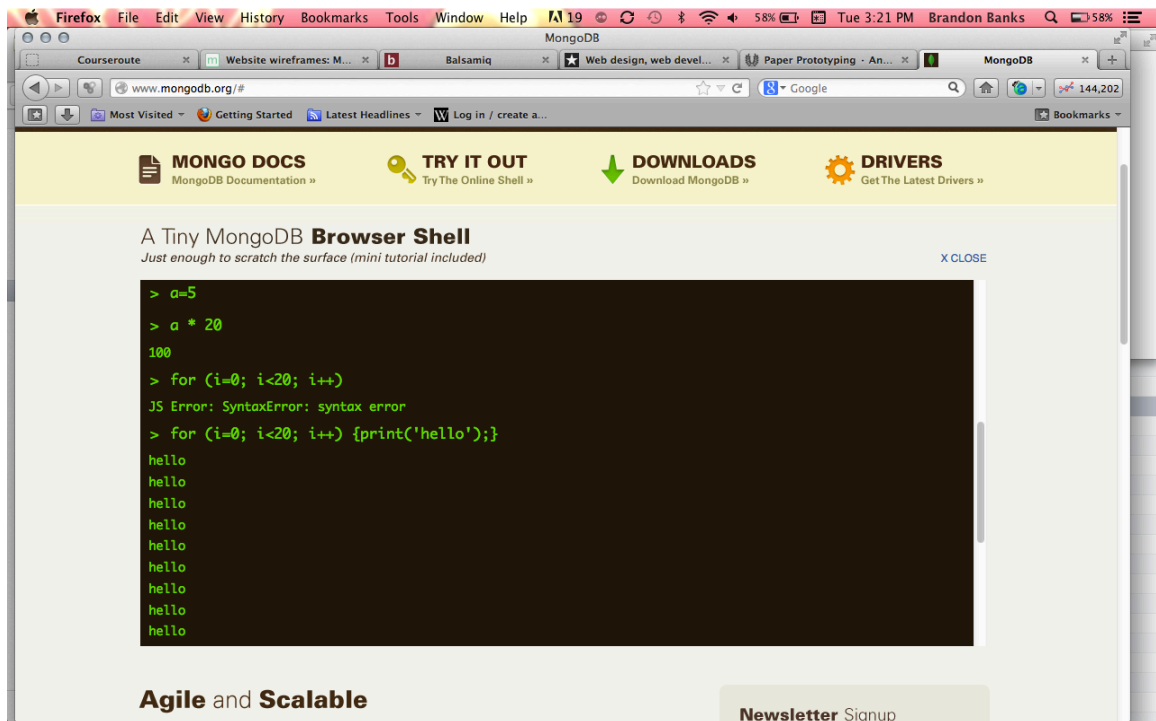 Firefox File Edit View History Bookmarks Tools Window Help 19 58% Tue 3:21 PM Brandon Banks 58%
MongoDB
Courseroute × m Website wireframes: M... × b Balsamiq × Web design, web devel... × Paper Prototyping - An... × MongoDB × +
www.mongodb.org/# 8 Google 144,202
Most Visited Getting Started Latest Headlines W Log in / create a... Bookmarks
MONGO DOCS TRY IT OUT DOWNLOADS DRIVERS
MongoDB Documentation » Try The Online Shell » Download MongoDB » Get The Latest Drivers »
A Tiny MongoDB Browser Shell
Just enough to scratch the surface (mini tutorial included) X CLOSE
> a=5
> a * 20
100
> for (i=0; i<20; i++)
JS Error: SyntaxError: syntax error
> for (i=0; i<20; i++) {print('hello');}
hello
hello
hello
hello
hello
hello
hello
hello
hello
Agile and Scalable
Newsletter Signup